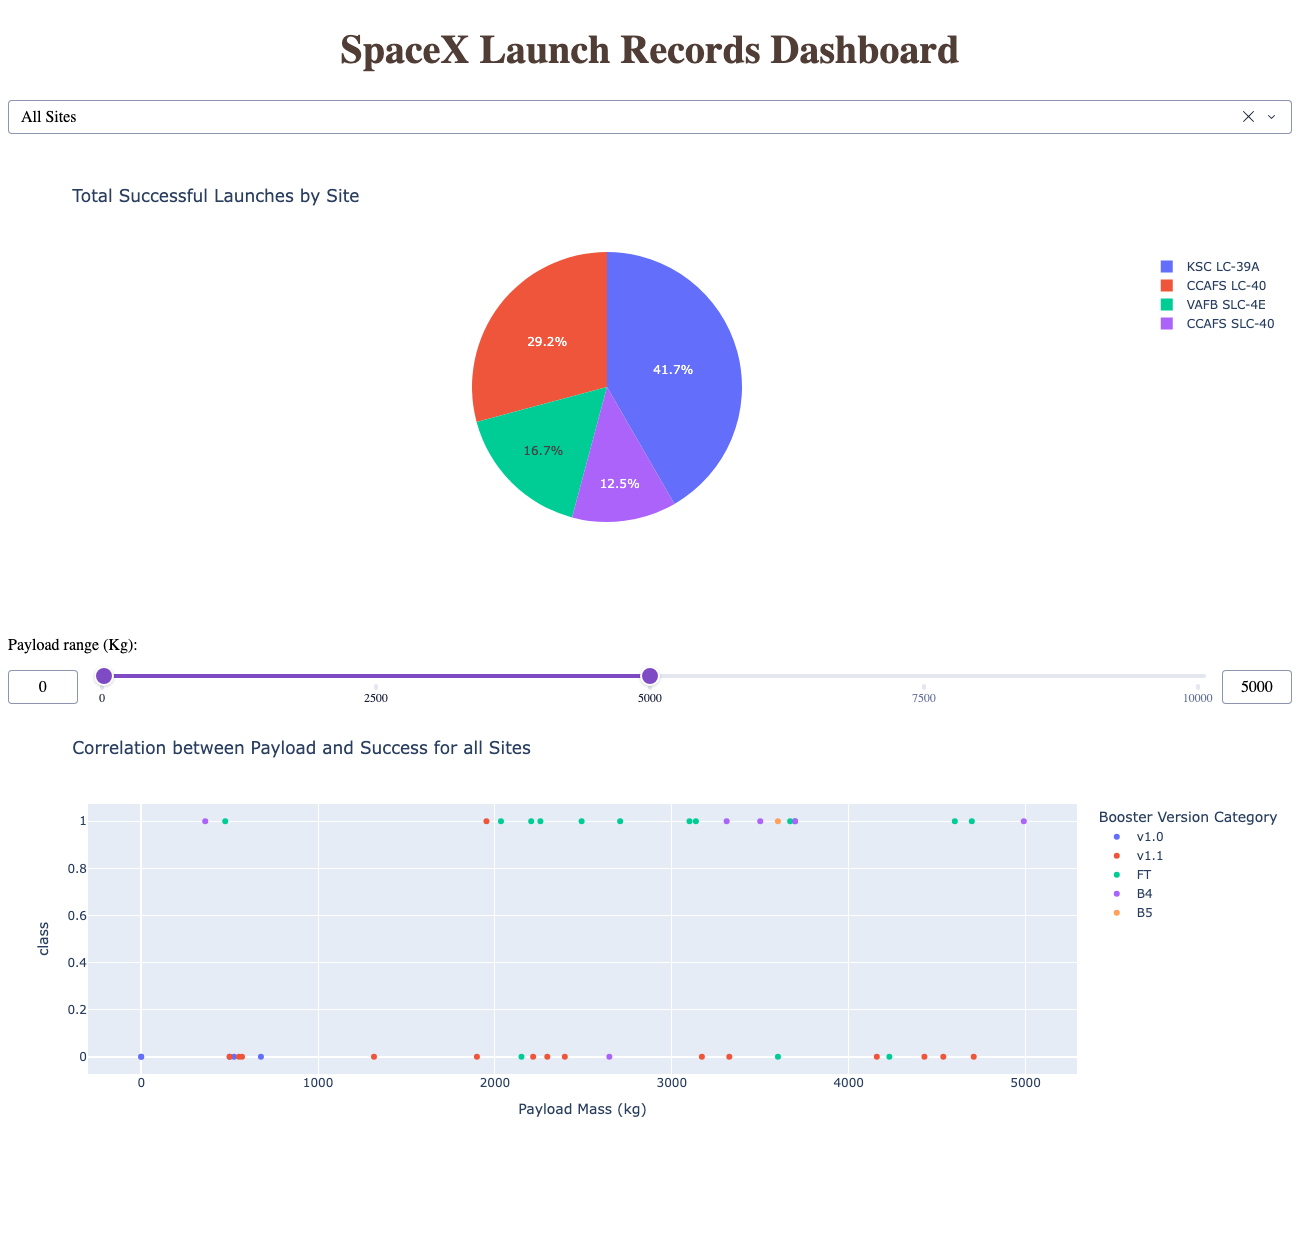 SpaceX Launch Records Dashboard
All Sites
Total Successful Launches by Site
KSC LC-39A
CCAFS LC-40
VAFB SLC-4E
CCAFS SLC-40
29.2%
41.7%
16.7%
12.5%
Payload range (Kg):
0
5000
0 2500 5000 7500 10000
Correlation between Payload and Success for all Sites
Booster Version Category
v1.0
v1.1
FT
B4
B5
class
1
0.8
0.6
0.4
0.2
0
0 1000 2000 3000 4000 5000
Payload Mass (kg)